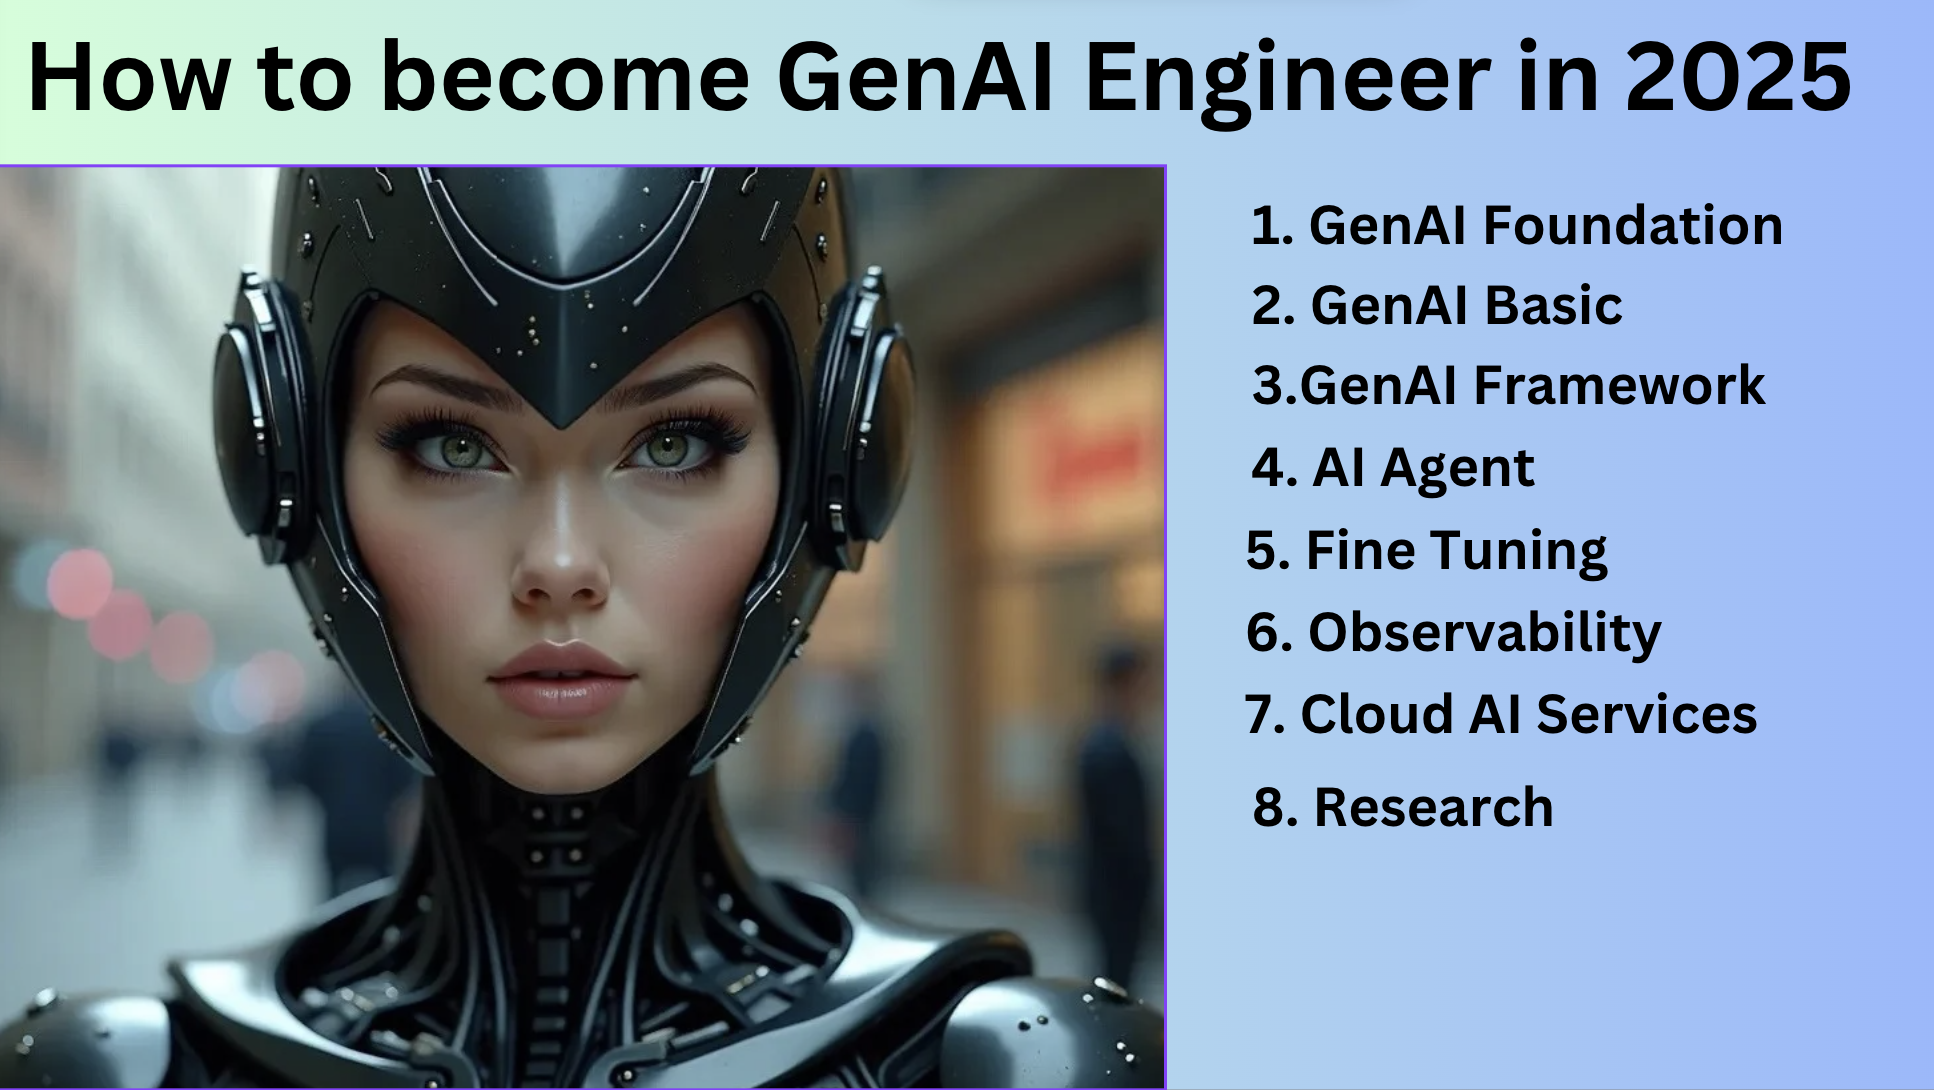 How to become GenAI Engineer in 2025
1. GenAI Foundation
2. GenAI Basic
3.GenAI Framework
4. AI Agent
5. Fine Tuning
6. Observability
7. Cloud AI Services
8. Research